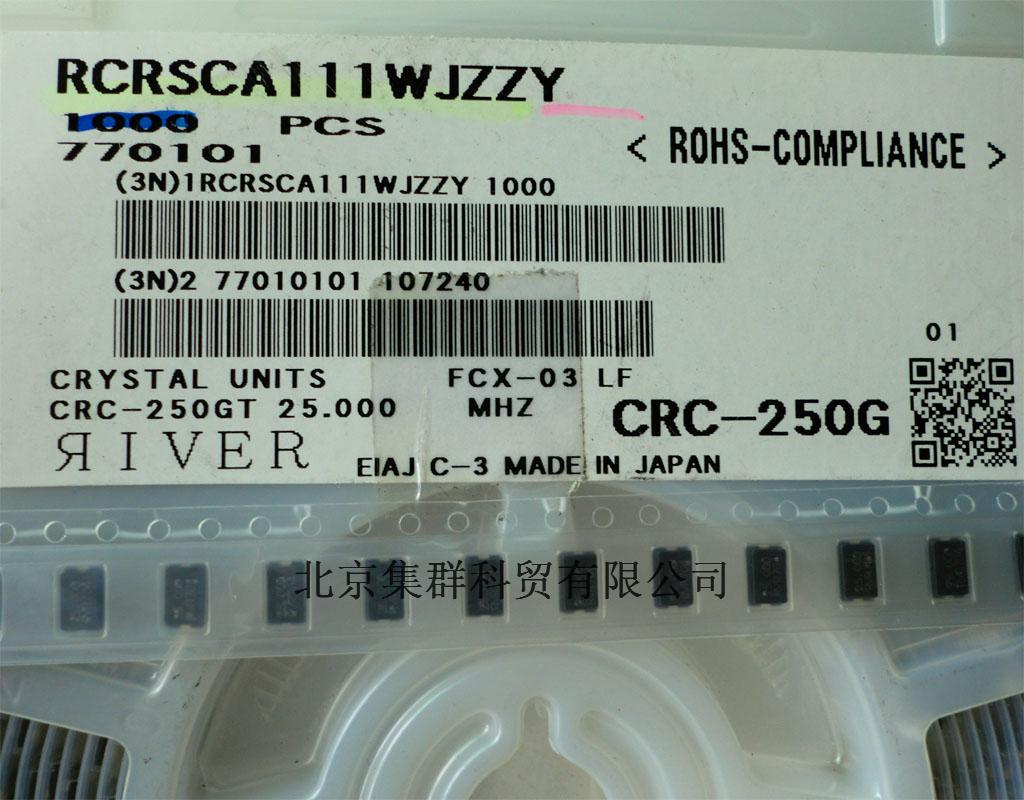 RCRSCA111WJZZY
1000 PCS
770101
< ROHS-COMPLIANCE >
(3N)1RCRSCA111WJZZY 1000
(3N)2 77010101 107240
01
CRYSTAL UNITS FCX-03 LF
CRC-250GT 25.000 MHZ CRC-250G
RIVER
EIAJ C-3 MADE IN JAPAN
北京集群科贸有限公司